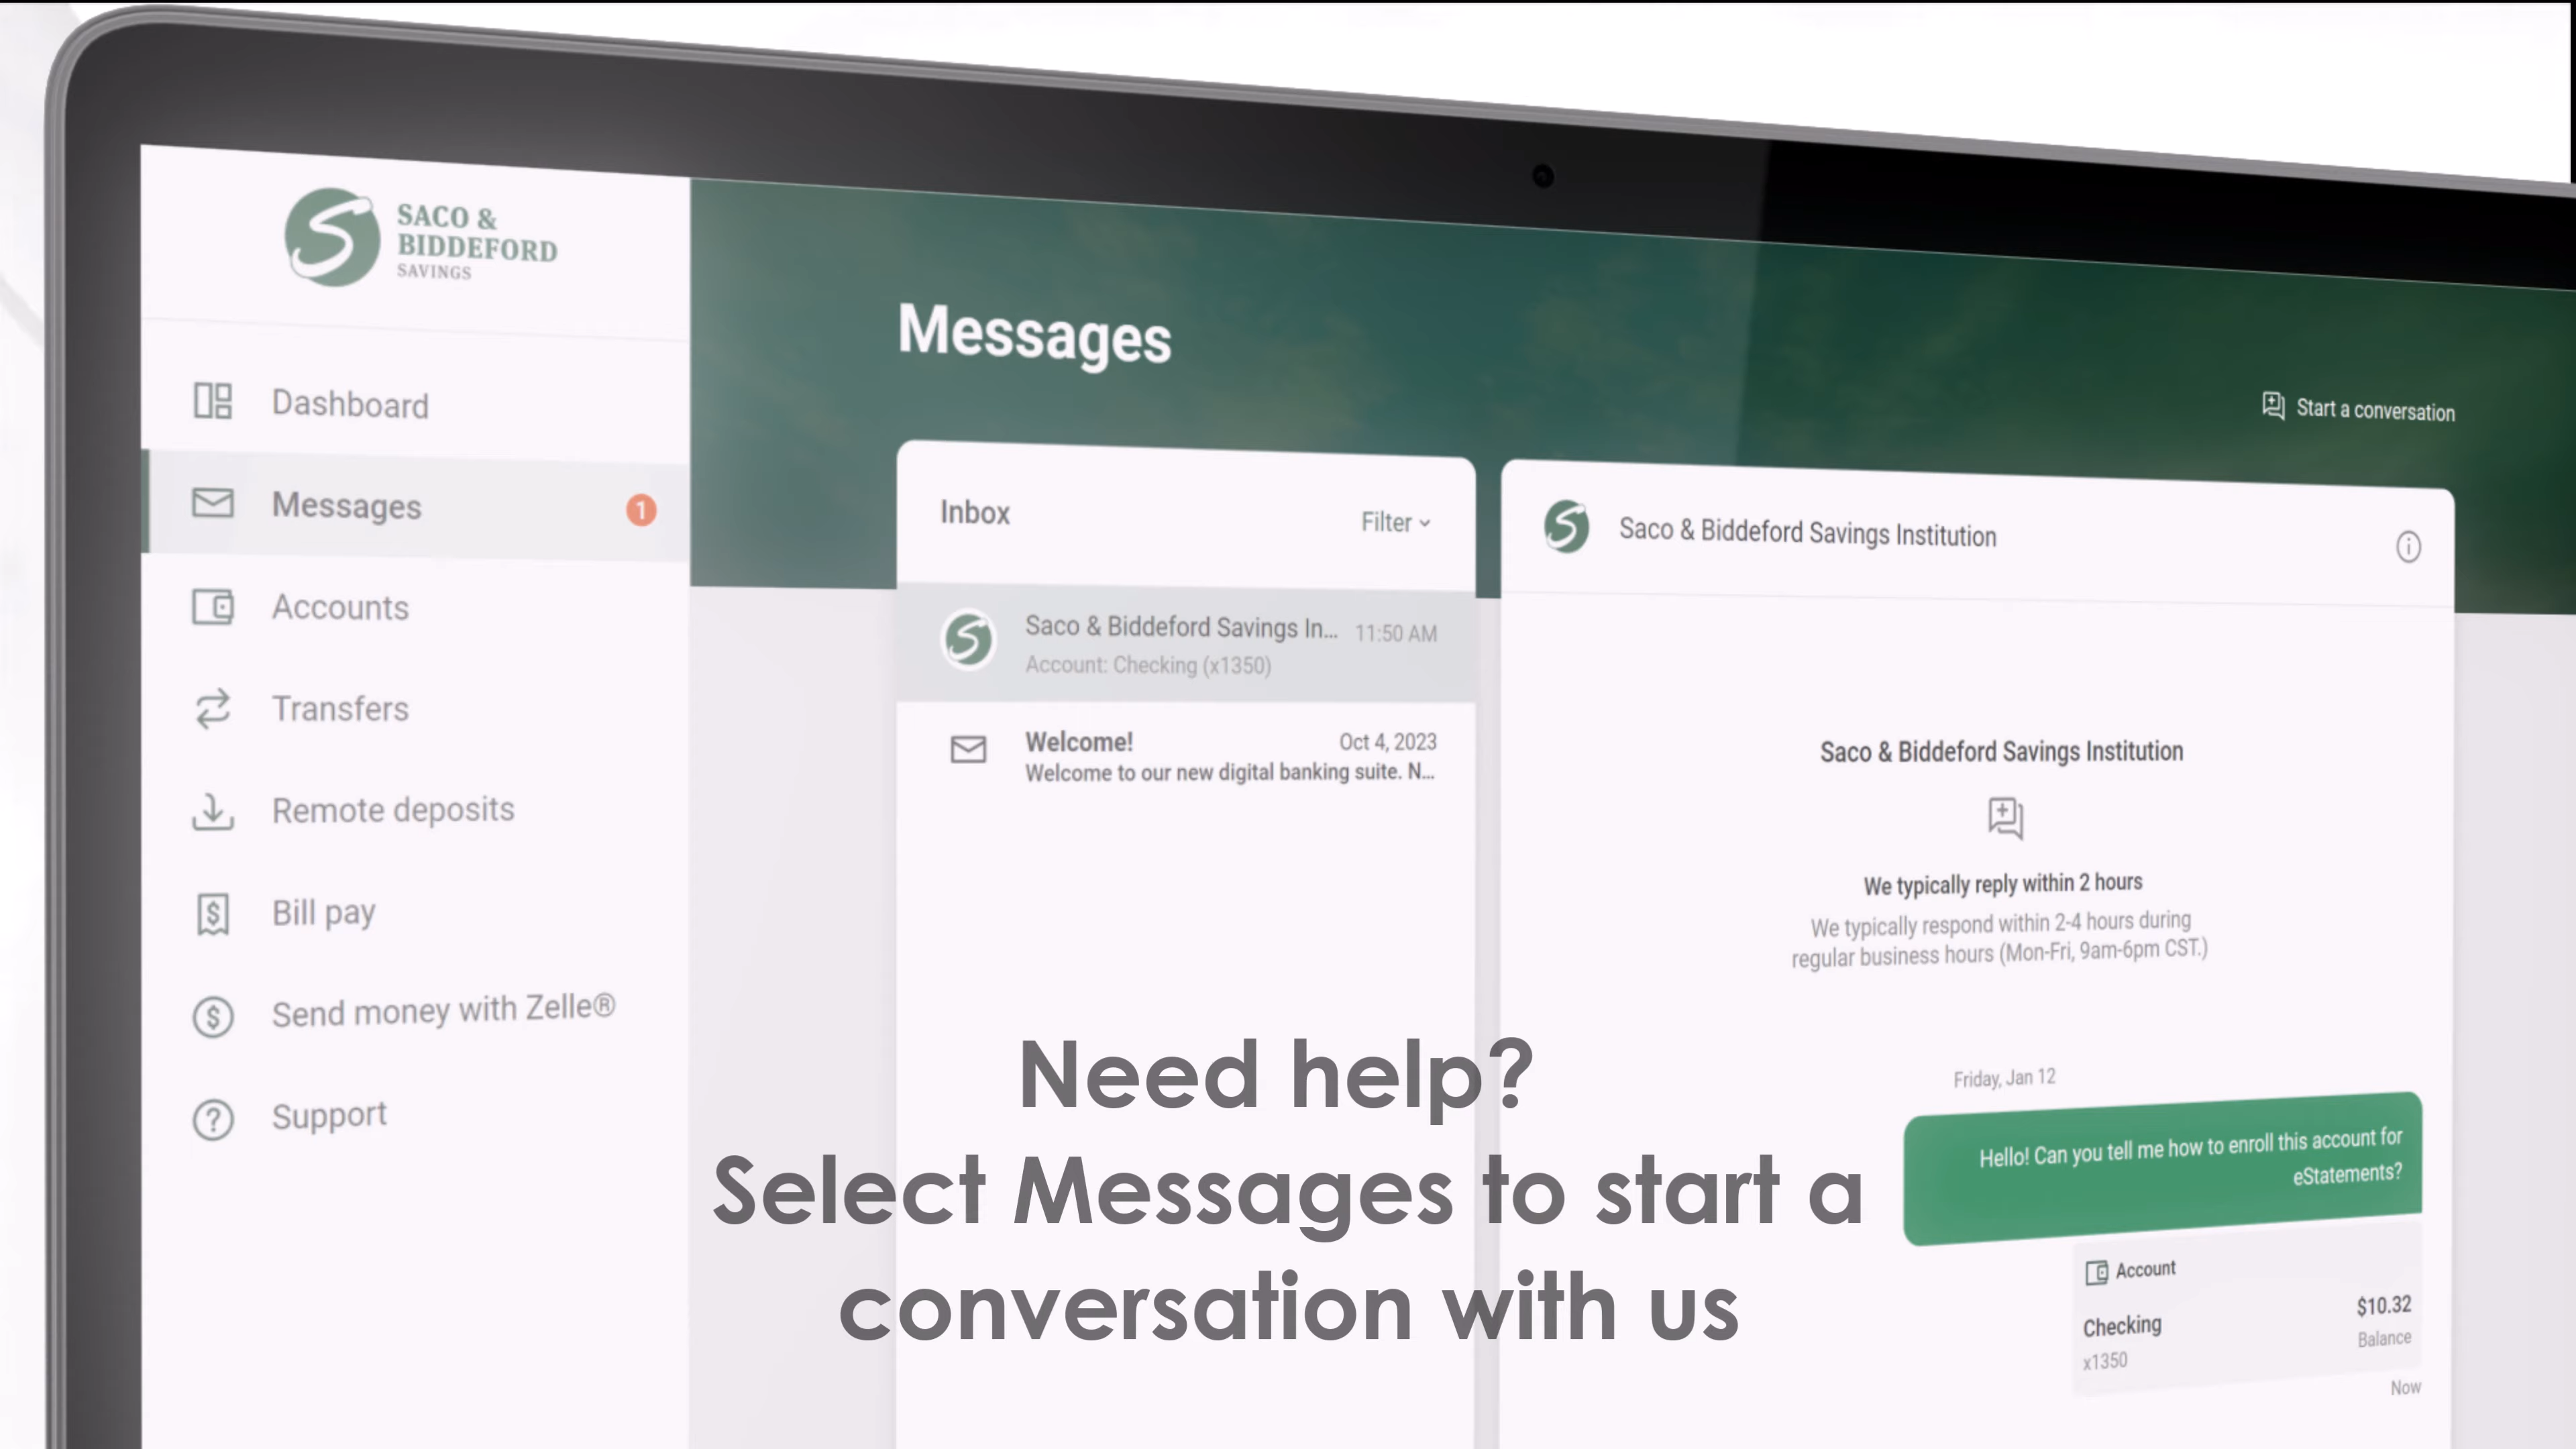 SACO &
BIDDEFORD
SAVINGS
Dashboard
Messages 1
Accounts
Transfers
Remote deposits
Bill pay
Send money with Zelle®
Support
Messages
Start a conversation
Inbox Filter
Saco & Biddeford Savings In... 11:50 AM
Account: Checking (x1350)
Welcome! Oct 4, 2023
Welcome to our new digital banking suite. N...
Saco & Biddeford Savings Institution
Saco & Biddeford Savings Institution
We typically reply within 2 hours
We typically respond within 2-4 hours during
regular business hours (Mon-Fri, 9am-6pm CST.)
Friday, Jan 12
Hello! Can you tell me how to enroll this account for
eStatements?
Account
Checking $10.32
x1350 Balance
Now
Need help?
Select Messages to start a
conversation with us